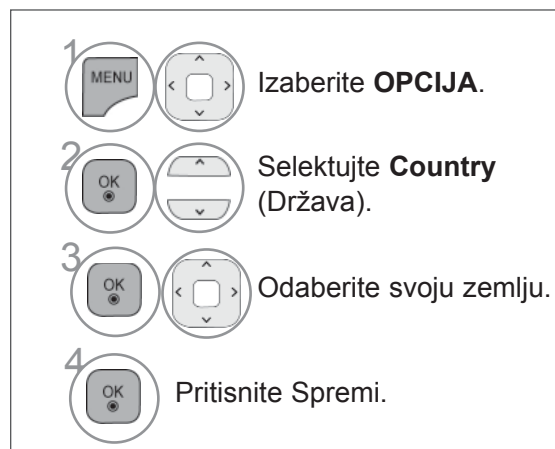 1
MENU
Izaberite OPCIJA.
2
OK
Selektujte Country
(Država).
3
OK
Odaberite svoju zemlju.
4
OK
Pritisnite Spremi.